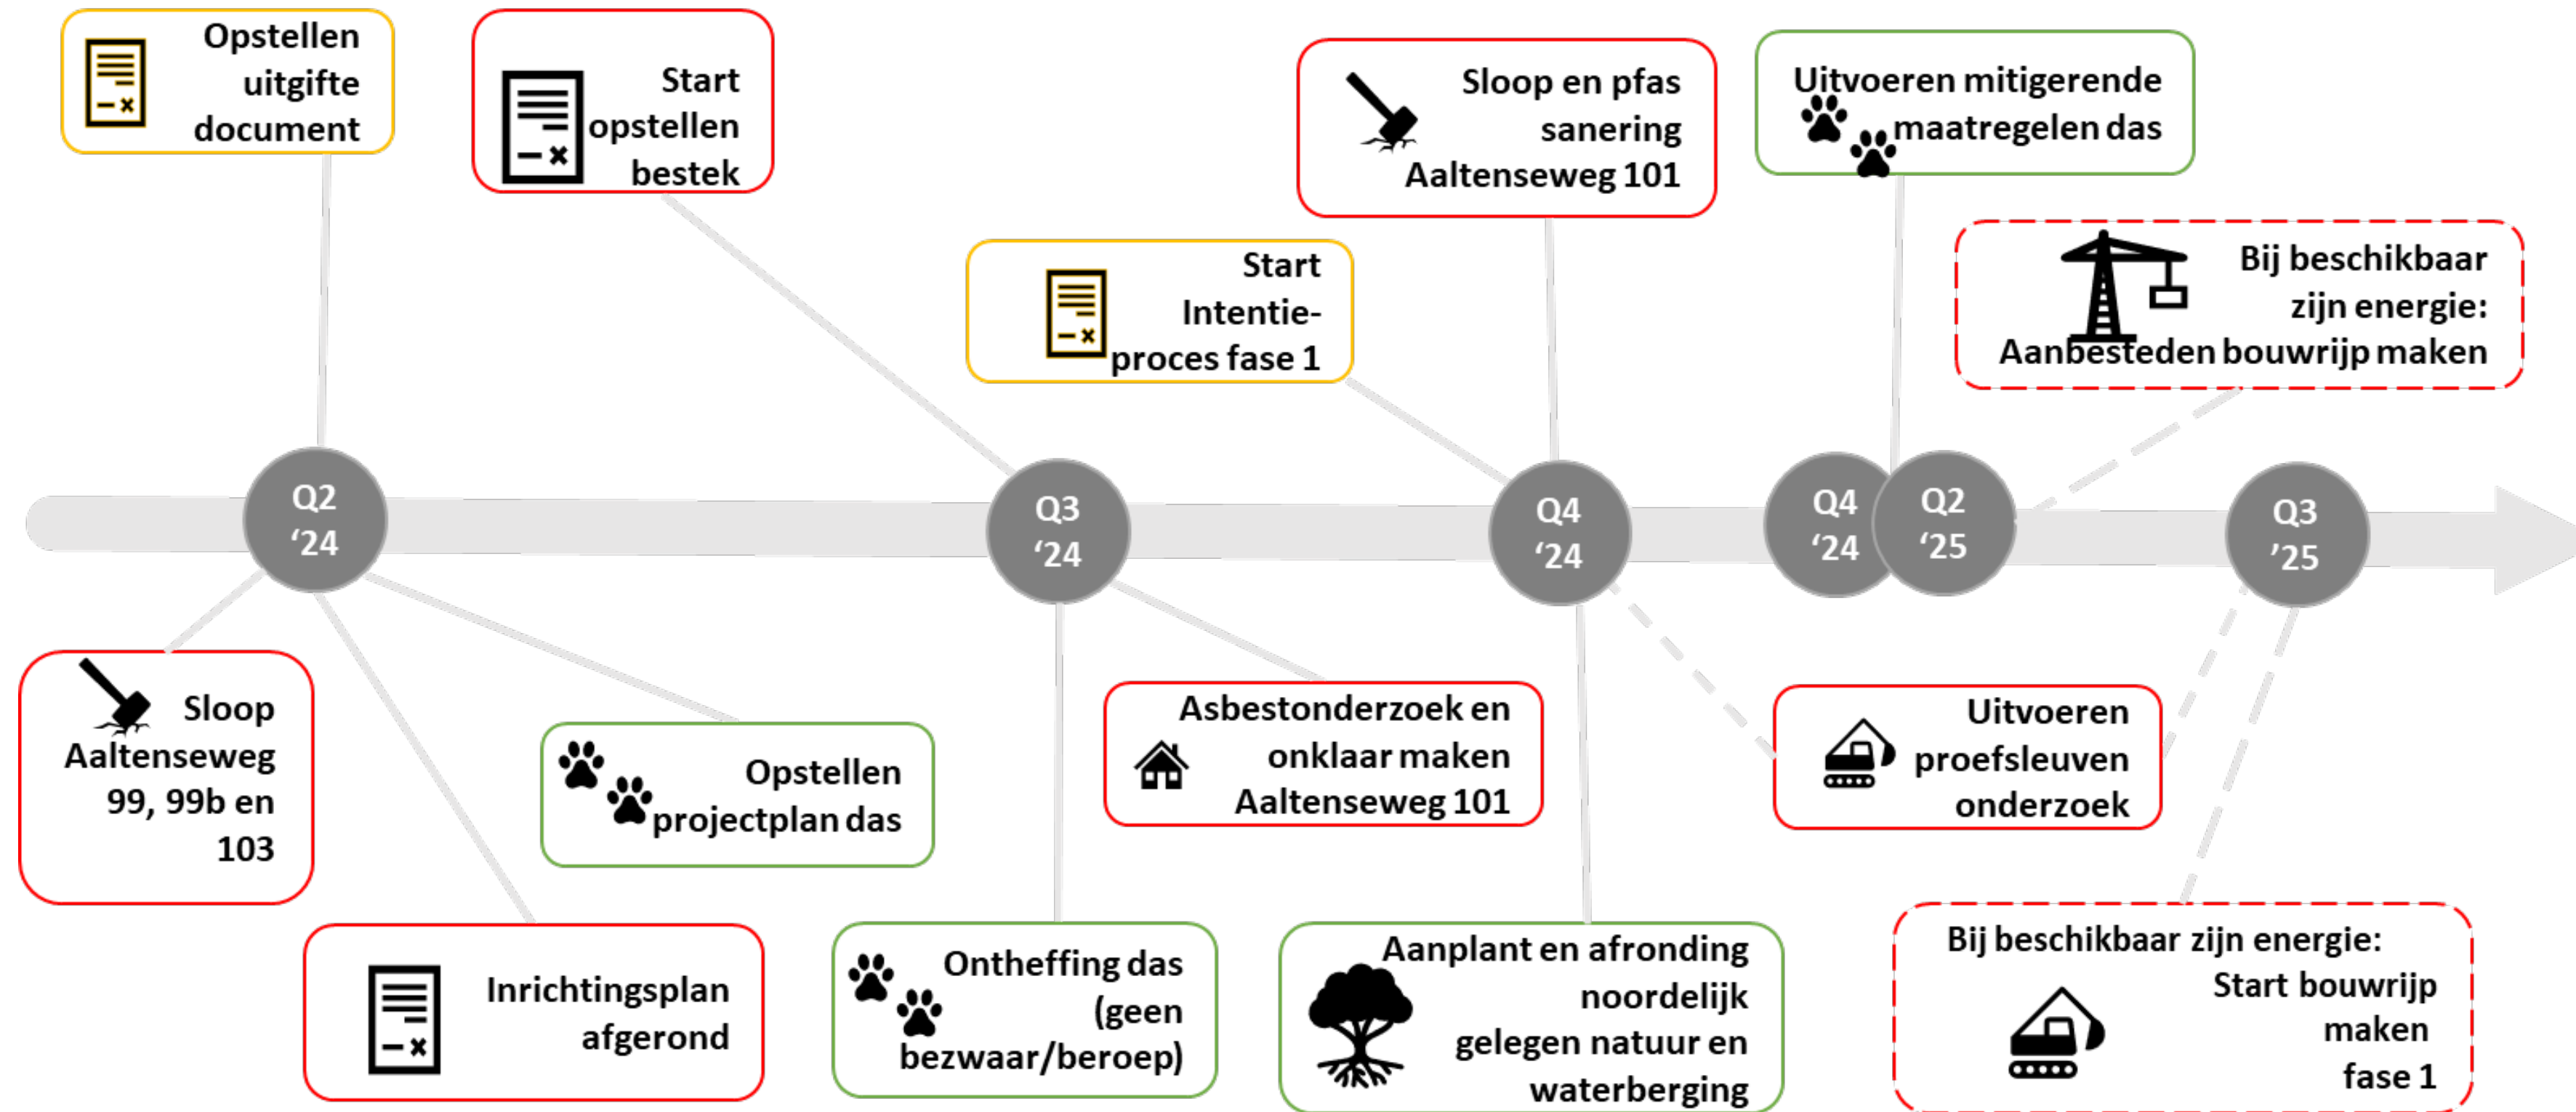 Opstellen
uitgifte
document
Start
opstellen
bestek
Start
Intentie-
proces fase 1
Sloop en pfas
sanering
Aaltenseweg 101
Uitvoeren mitigerende
maatregelen das
Bij beschikbaar
zijn energie:
Aanbesteden bouwrijp maken
Q2
‘24
Q3
‘24
Q4
‘24
Q4
‘24
Q2
‘25
Q3
’25
Sloop
Aaltenseweg
99, 99b en
103
Inrichtingsplan
afgerond
Opstellen
projectplan das
Ontheffing das
(geen
bezwaar/beroep)
Asbestonderzoek en
onklaar maken
Aaltenseweg 101
Aanplant en afronding
noordelijk
gelegen natuur en
waterberging
Uitvoeren
proefsleuven
onderzoek
Bij beschikbaar zijn energie:
Start bouwrijp
maken
fase 1